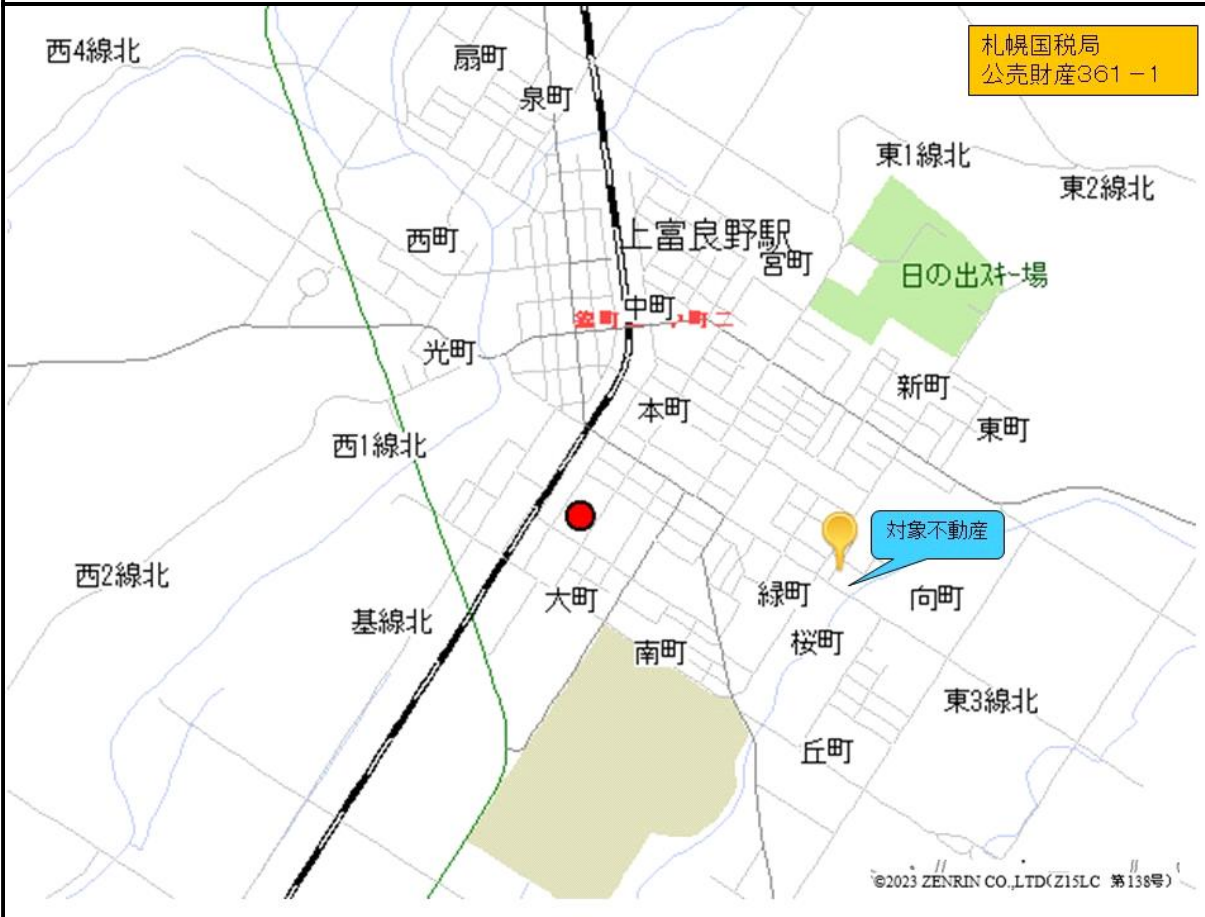 札幌国税局
公売財産361－1
西4線北
扇町
泉町
東1線北
東2線北
西町
上富良野駅
宮町
日の出スキー場
中町
光町
新町
本町
東町
西1線北
対象不動産
西2線北
大町
緑町
向町
基線北
南町
桜町
東3線北
丘町
©2023 ZENRIN CO.,LTD(Z15LC 第138号)